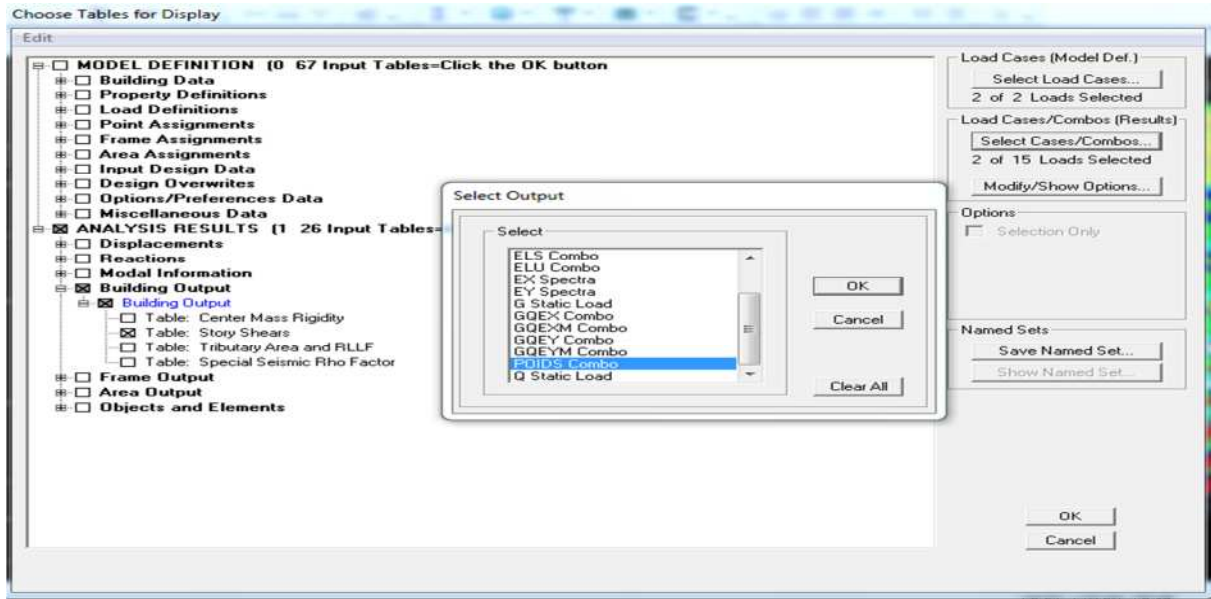 Choose Tables for Display
Edit
MODEL DEFINITION (0 67 Input Tables=Click the OK button
Building Data
Property Definitions
Load Definitions
Point Assignments
Frame Assignments
Area Assignments
Input Design Data
Design Overwrites
Options/Preferences Data
Miscellaneous Data
ANALYSIS RESULTS (1 26 Input Tables=
Displacements
Reactions
Modal Information
Building Output
Building Output
Table: Center Mass Rigidity
Table: Story Shears
Table: Tributary Area and RLLF
Table: Special Seismic Rho Factor
Frame Output
Area Output
Objects and Elements
Select Output
Select
ELS Combo
ELU Combo
EX Spectra
EY Spectra
G Static Load
GQEX Combo
GQEXM Combo
GQEY Combo
GQEYM Combo
POIDS Combo
Q Static Load
OK
Cancel
Clear All
Load Cases (Model Def.)
Select Load Cases...
2 of 2 Loads Selected
Load Cases/Combos (Results)
Select Cases/Combos...
2 of 15 Loads Selected
Modify/Show Options...
Options
Selection Only
Named Sets
Save Named Set...
Show Named Set...
OK
Cancel